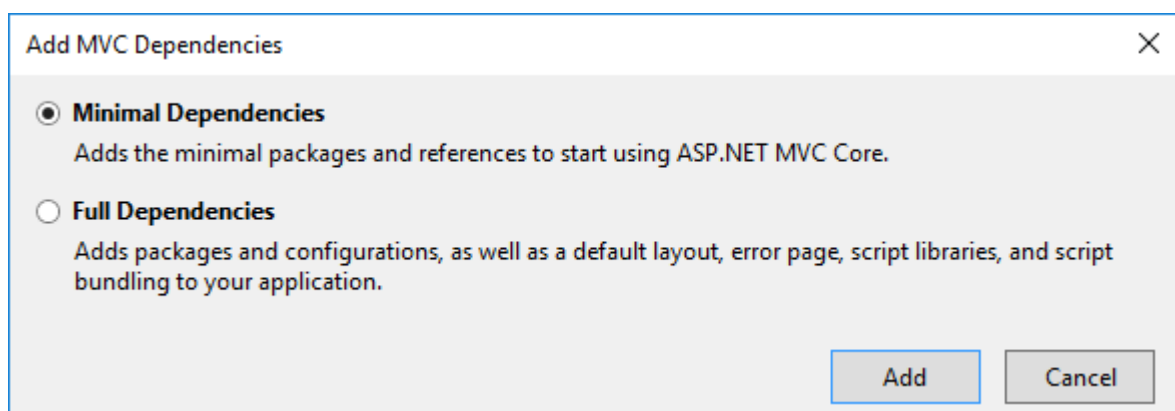 Add MVC Dependencies
Minimal Dependencies
Adds the minimal packages and references to start using ASP.NET MVC Core.
Full Dependencies
Adds packages and configurations, as well as a default layout, error page, script libraries, and script
bundling to your application.
Add Cancel